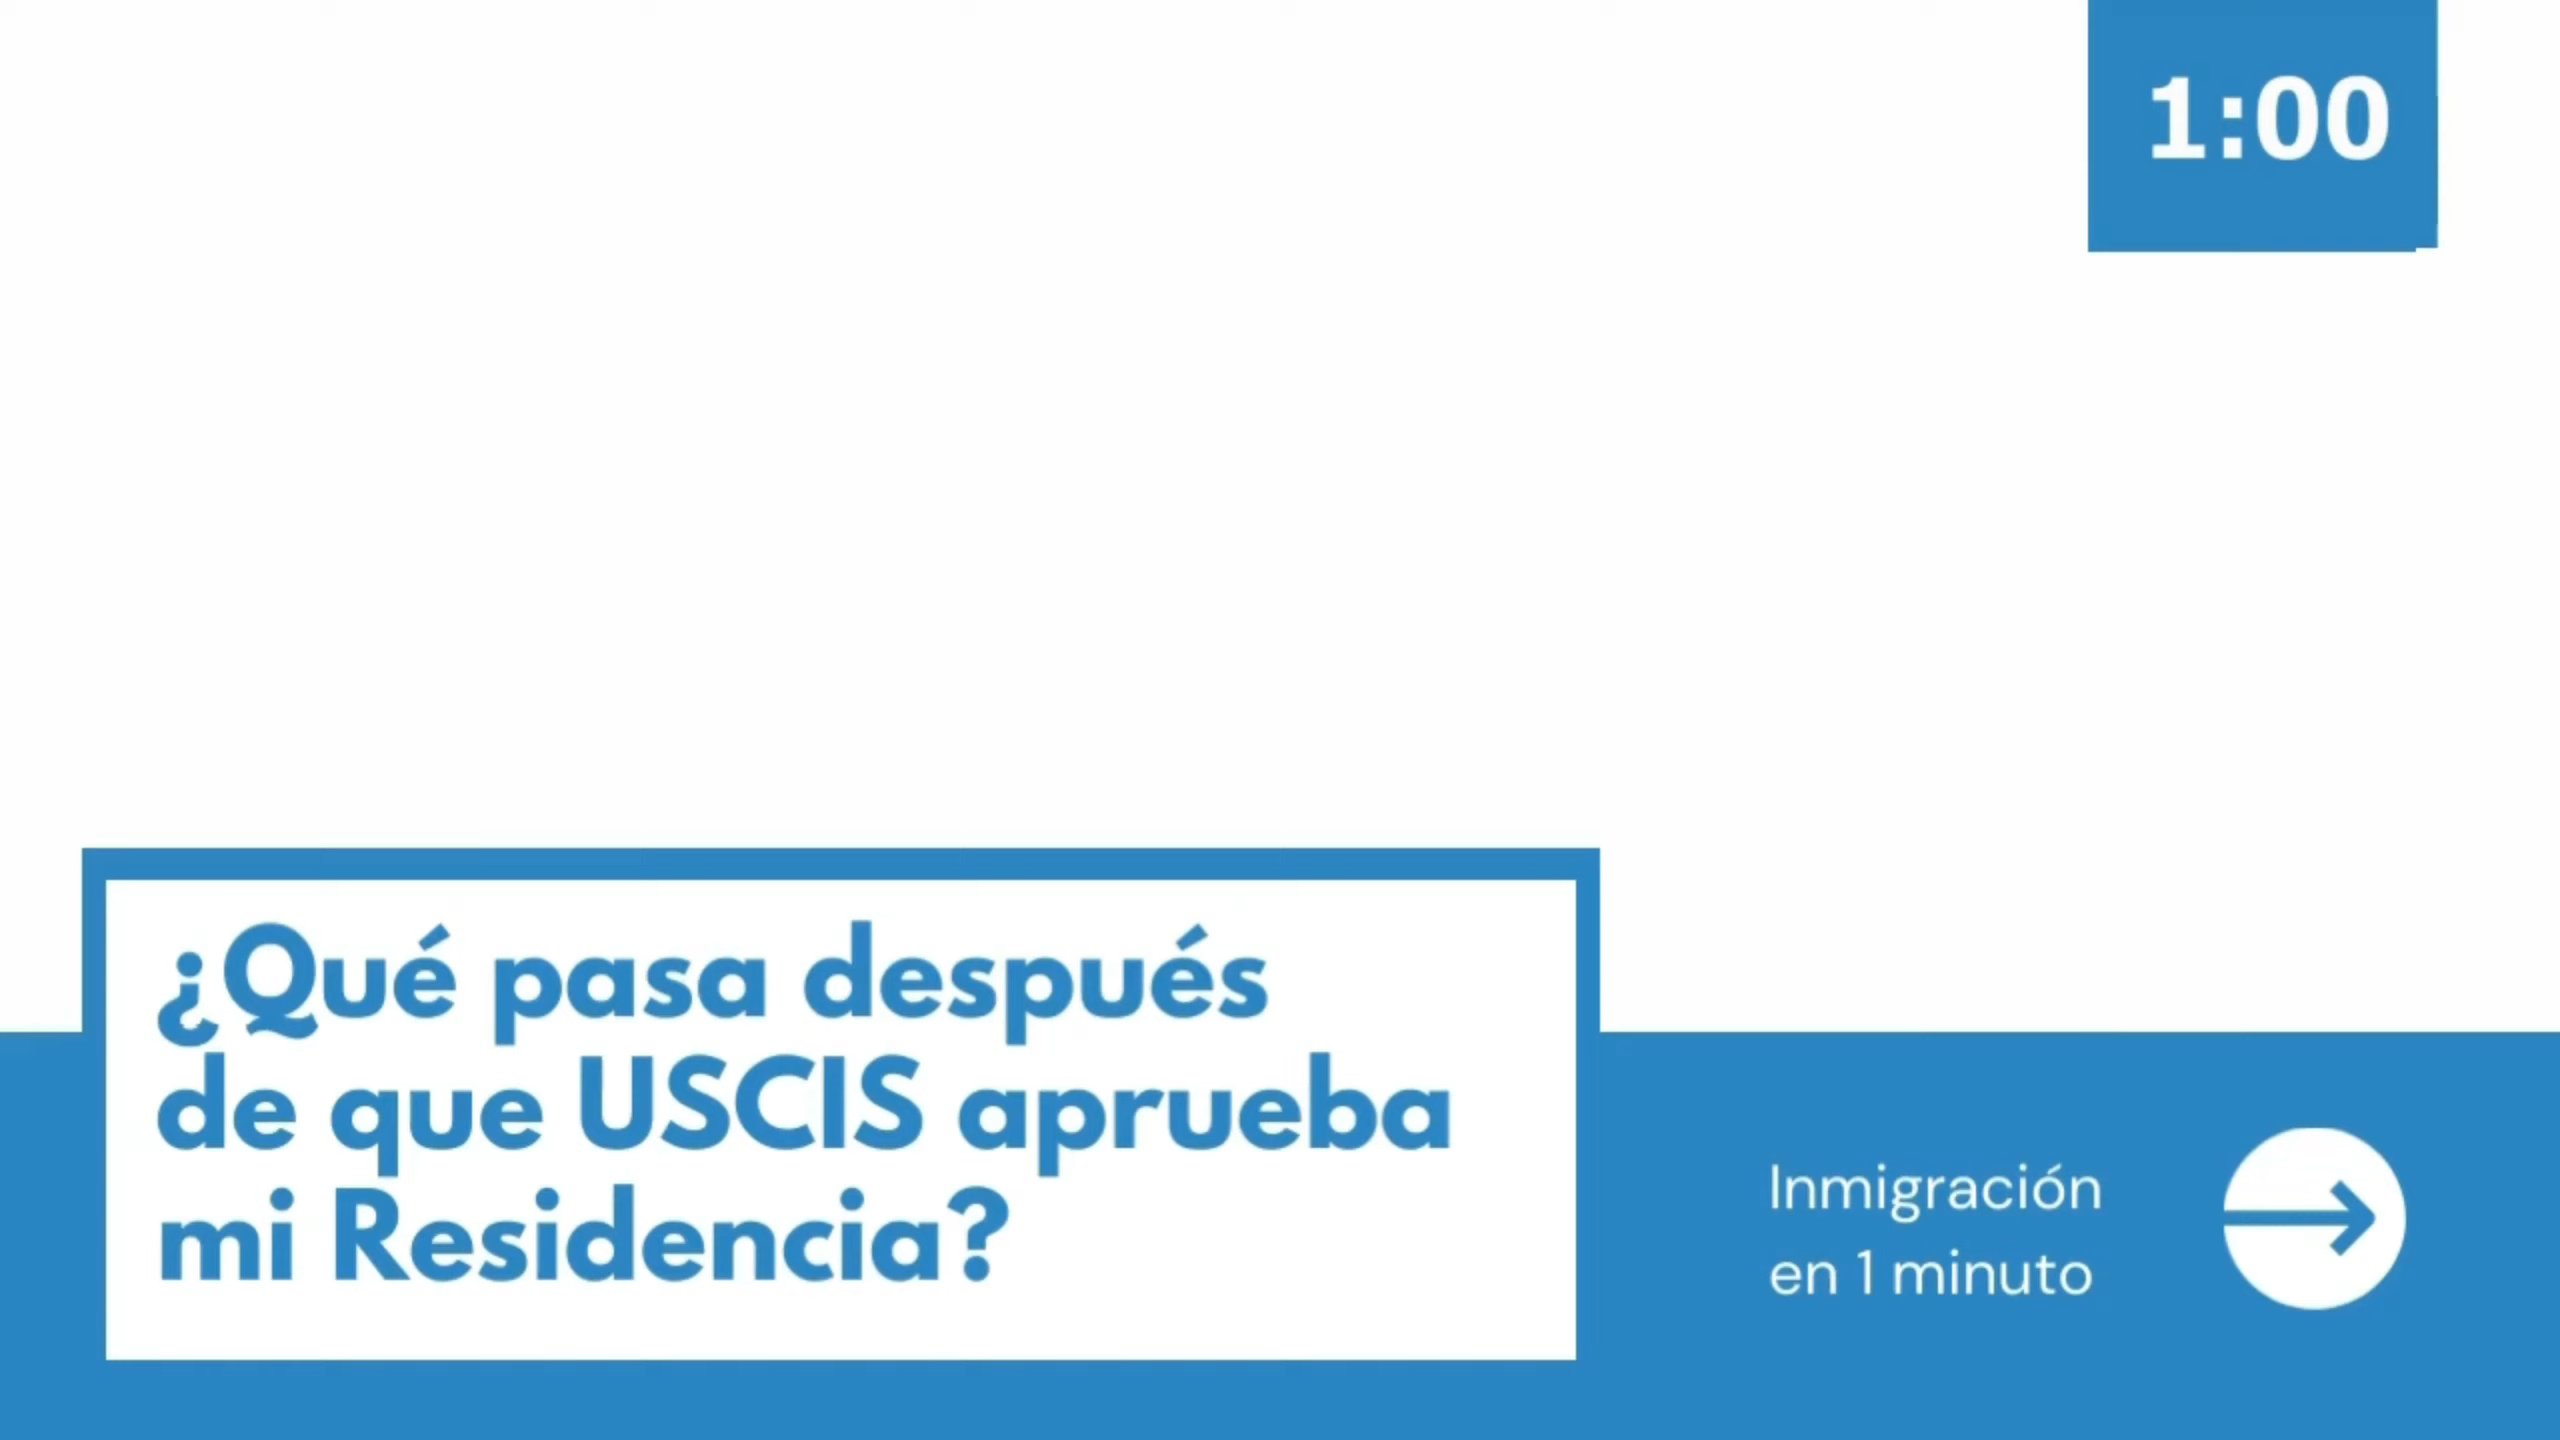 1:00
¿Qué pasa después
de que USCIS aprueba
mi Residencia?
Inmigración
en 1 minuto